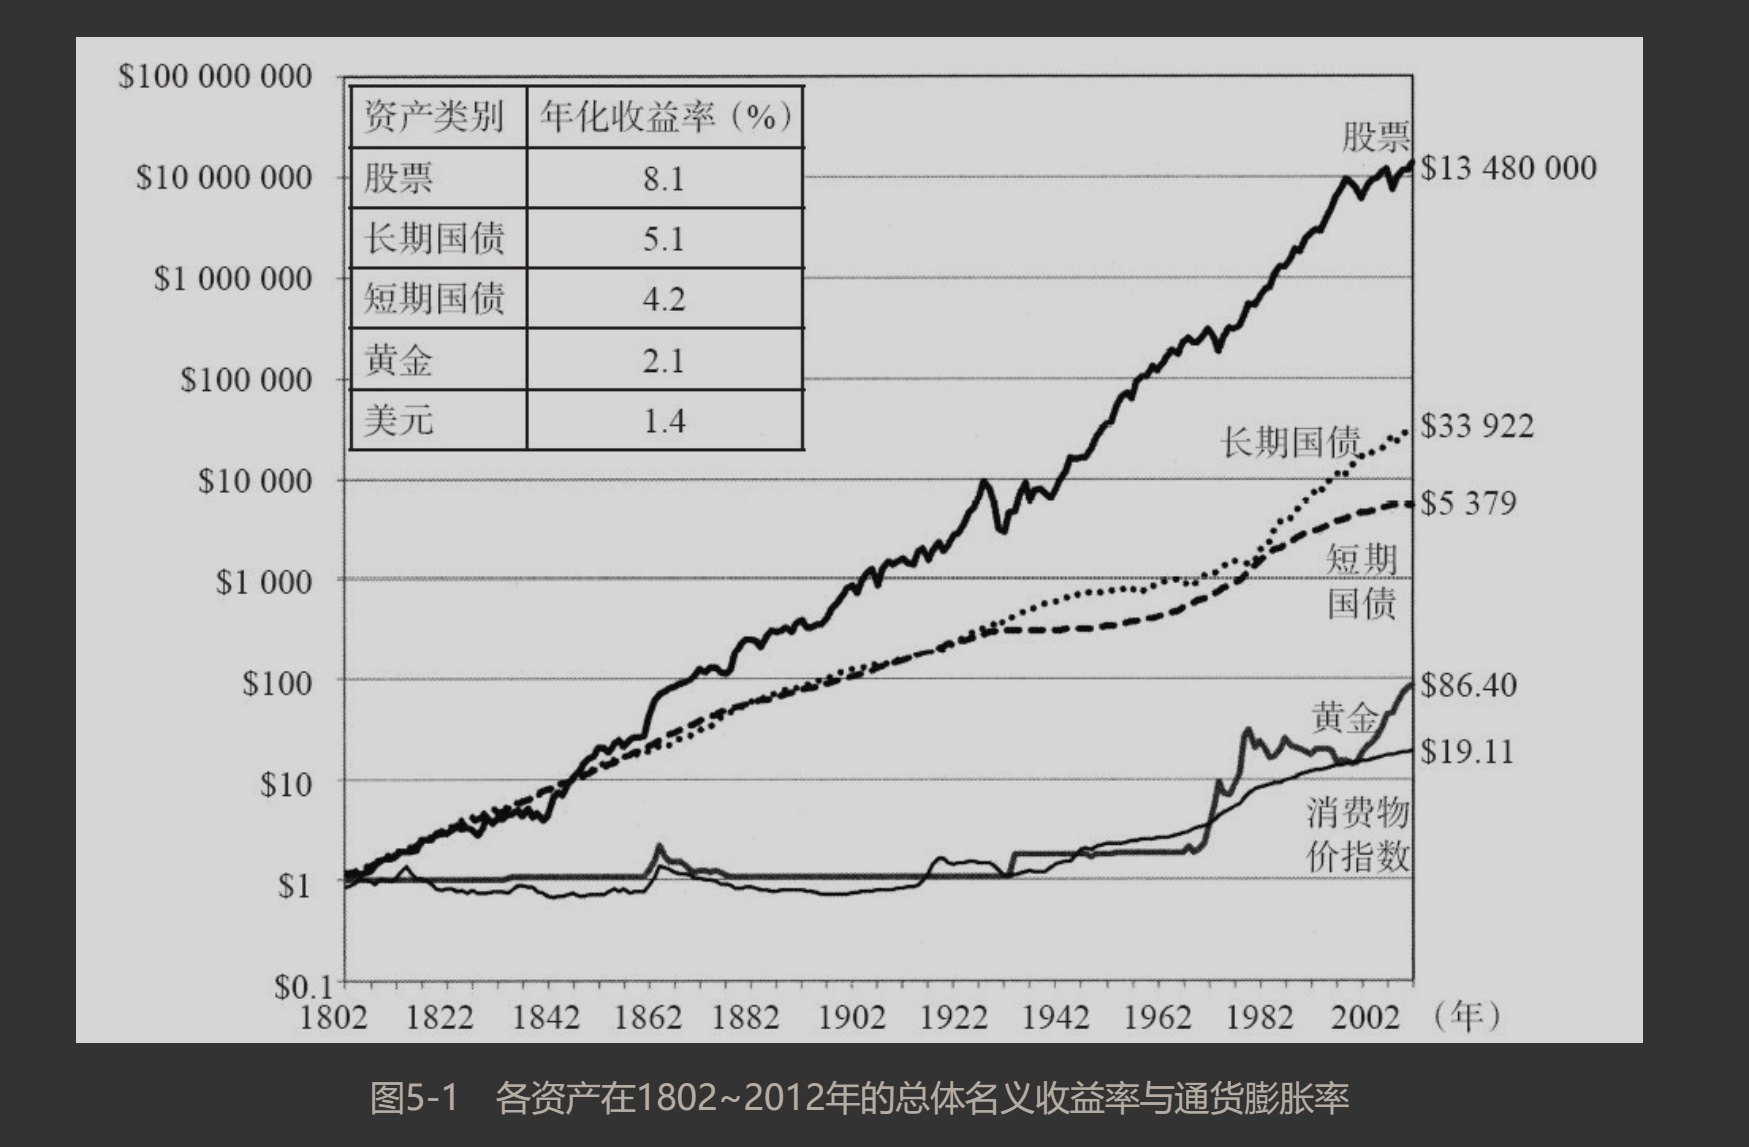 $100 000 000
$10 000 000
$1 000 000
$100 000
$10 000
$1 000
$100
$10
$1
$0.1
资产类别 年化收益率（%）
股票 8.1
长期国债 5.1
短期国债 4.2
黄金 2.1
美元 1.4
股票
$13 480 000
长期国债
$33 922
$5 379
短期
国债
$86.40
黄金
$19.11
消费物
价指数
1802 1822 1842 1862 1882 1902 1922 1942 1962 1982 2002 （年）
图5-1 各资产在1802~2012年的总体名义收益率与通货膨胀率